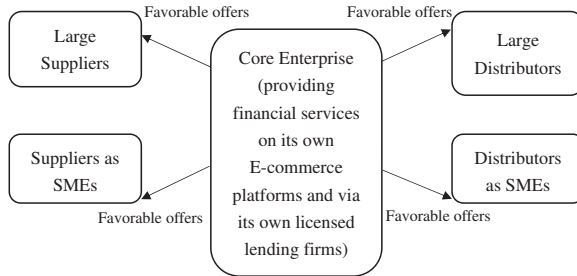 Favorable offers
Favorable offers
Large
Suppliers
Core Enterprise
(providing
financial services
on its own
E-commerce
platforms and via
its own licensed
lending firms)
Large
Distributors
Suppliers as
SMEs
Distributors
as SMEs
Favorable offers
Favorable offers